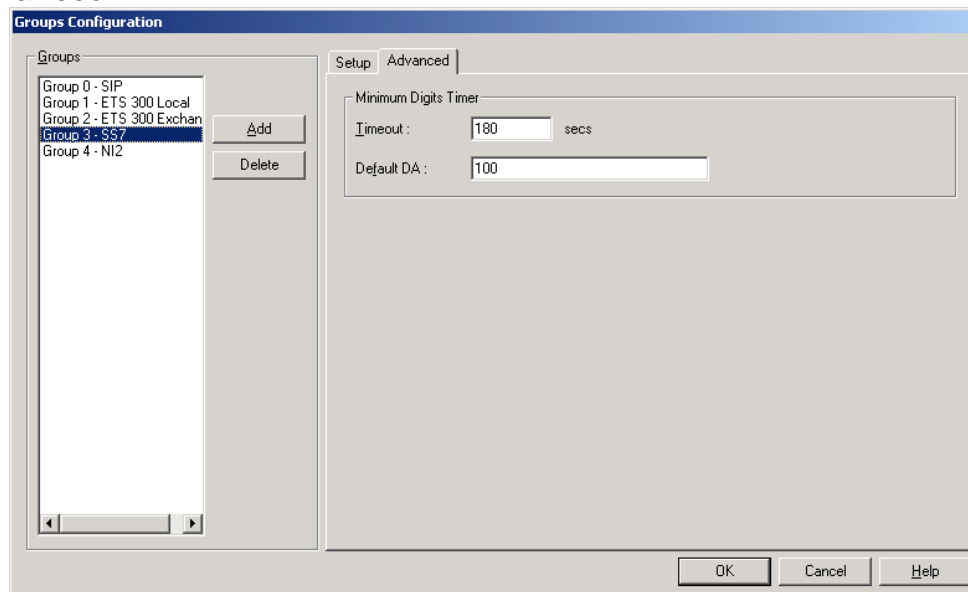 Groups Configuration
Groups
Group 0 - SIP
Group 1 - ETS 300 Local
Group 2 - ETS 300 Exchan
Group 3 - SS7
Group 4 - NI2
Add
Delete
Setup Advanced
Minimum Digits Timer
Timeout : 180 secs
Default DA : 100
OK Cancel Help